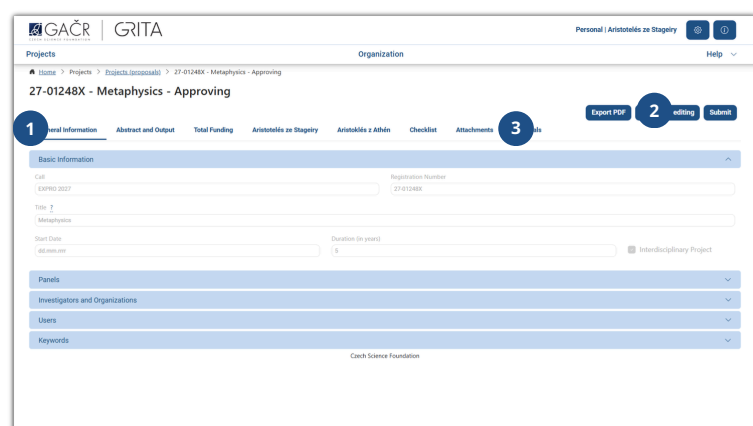 GAČR GRITA
CZECH SCIENCE FOUNDATION
Personal | Aristotelés ze Stageiry
Projects Organization Help
Home > Projects > Projects (proposals) > 27-01248X - Metaphysics - Approving
27-01248X - Metaphysics - Approving
Export PDF 2 editing Submit
1 Information Abstract and Output Total Funding Aristotelés ze Stageiry Aristoklés z Athén Checklist Attachments 3
Basic Information
Call Registration Number
EXPRO 2027 27-01248X
Title ?
Metaphysics
Start Date Duration (in years)
dd.mm.rrrr 5 Interdisciplinary Project
Panels
Investigators and Organizations
Users
Keywords
Czech Science Foundation